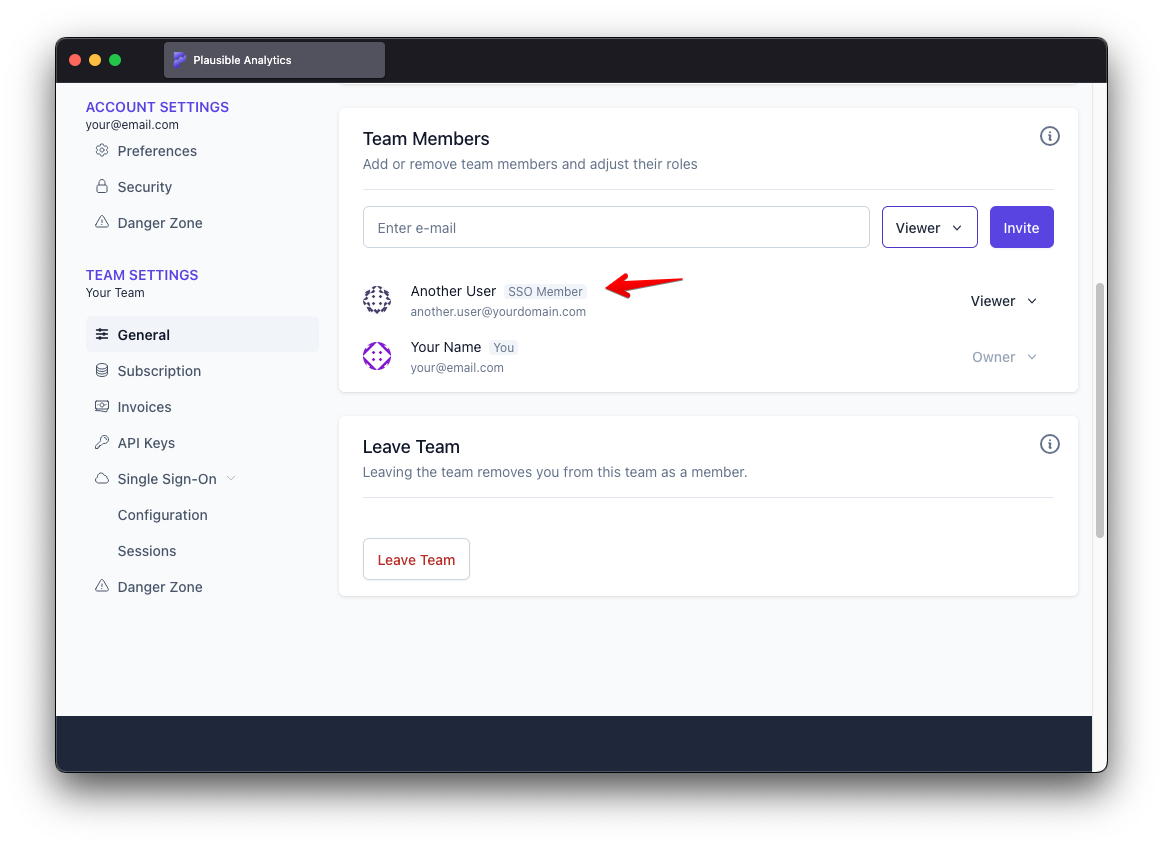 Plausible Analytics
ACCOUNT SETTINGS
your@email.com
Preferences
Security
Danger Zone
TEAM SETTINGS
Your Team
General
Subscription
Invoices
API Keys
Single Sign-On
Configuration
Sessions
Danger Zone
Team Members
Add or remove team members and adjust their roles
Enter e-mail
Viewer
Invite
Another User SSO Member
another.user@yourdomain.com
Viewer
Your Name You
your@email.com
Owner
Leave Team
Leaving the team removes you from this team as a member.
Leave Team